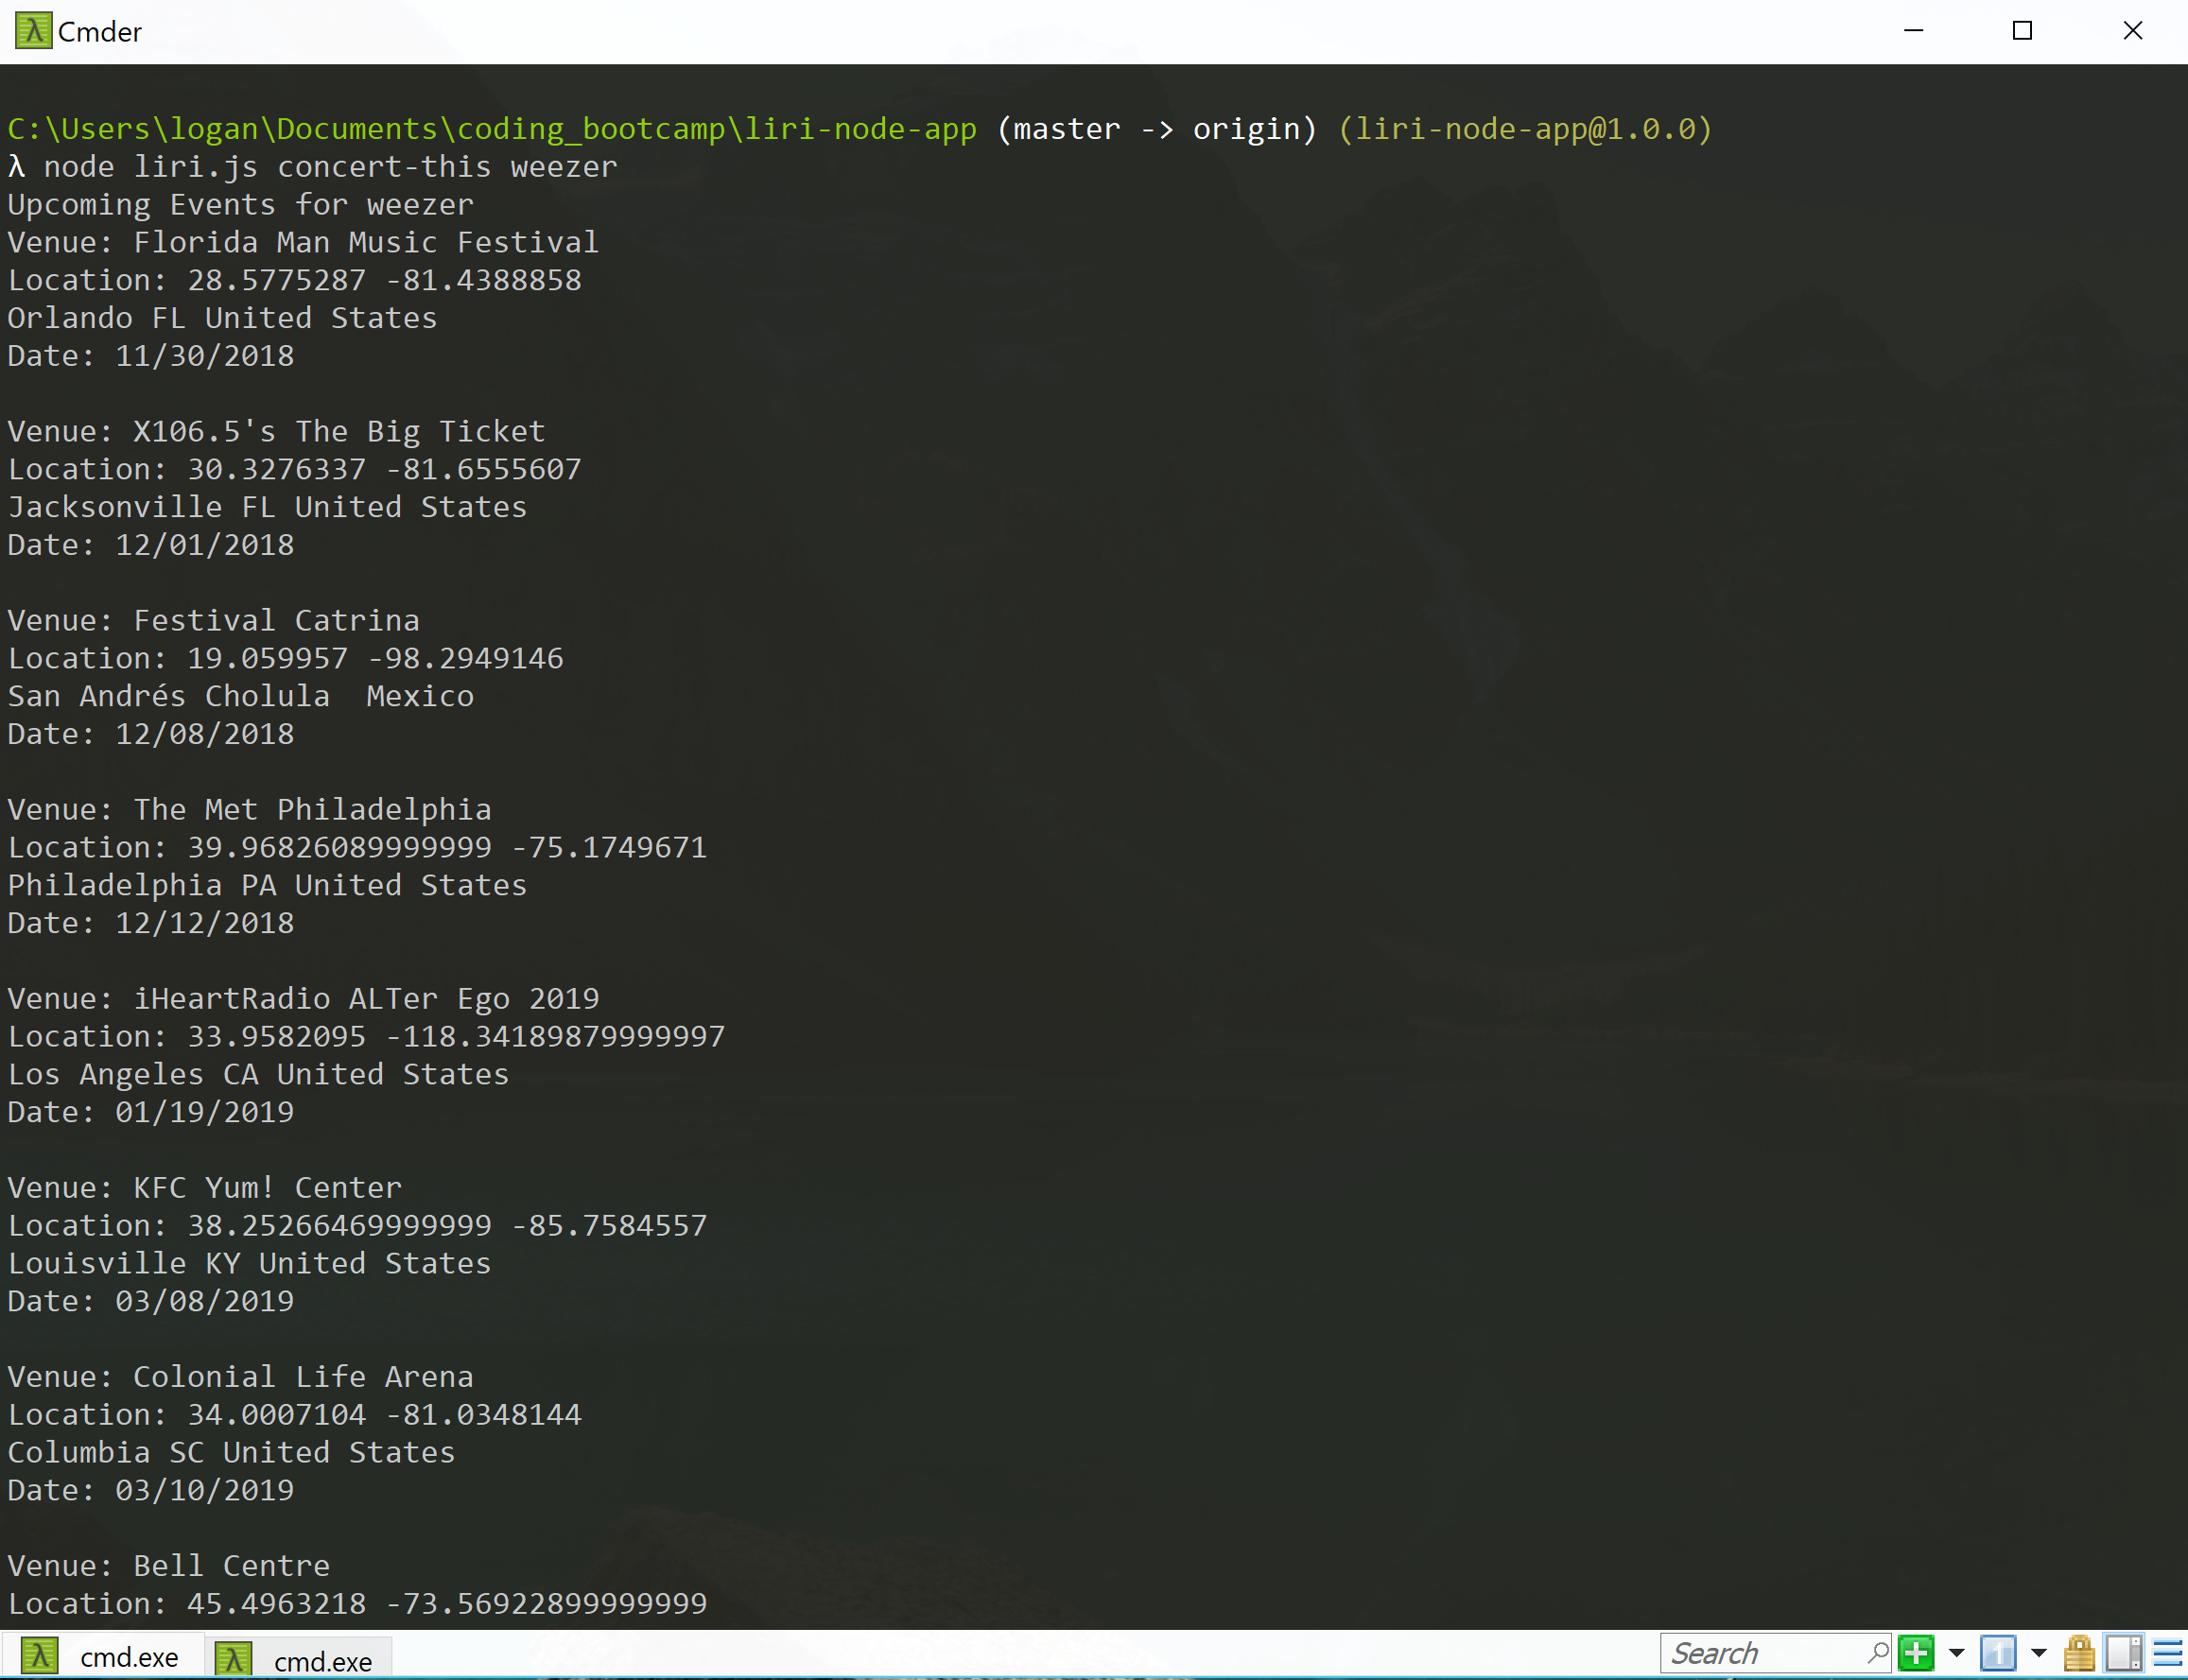 Cmder
C:\Users\logan\Documents\coding_bootcamp\liri-node-app (master -> origin) (liri-node-app@1.0.0)
λ node liri.js concert-this weezer
Upcoming Events for weezer
Venue: Florida Man Music Festival
Location: 28.5775287 -81.4388858
Orlando FL United States
Date: 11/30/2018
Venue: X106.5's The Big Ticket
Location: 30.3276337 -81.6555607
Jacksonville FL United States
Date: 12/01/2018
Venue: Festival Catrina
Location: 19.059957 -98.2949146
San Andrés Cholula  Mexico
Date: 12/08/2018
Venue: The Met Philadelphia
Location: 39.96826089999999 -75.1749671
Philadelphia PA United States
Date: 12/12/2018
Venue: iHeartRadio ALTer Ego 2019
Location: 33.9582095 -118.34189879999997
Los Angeles CA United States
Date: 01/19/2019
Venue: KFC Yum! Center
Location: 38.25266469999999 -85.7584557
Louisville KY United States
Date: 03/08/2019
Venue: Colonial Life Arena
Location: 34.0007104 -81.0348144
Columbia SC United States
Date: 03/10/2019
Venue: Bell Centre
Location: 45.4963218 -73.56922899999999
λ cmd.exe λ cmd.exe Search 1